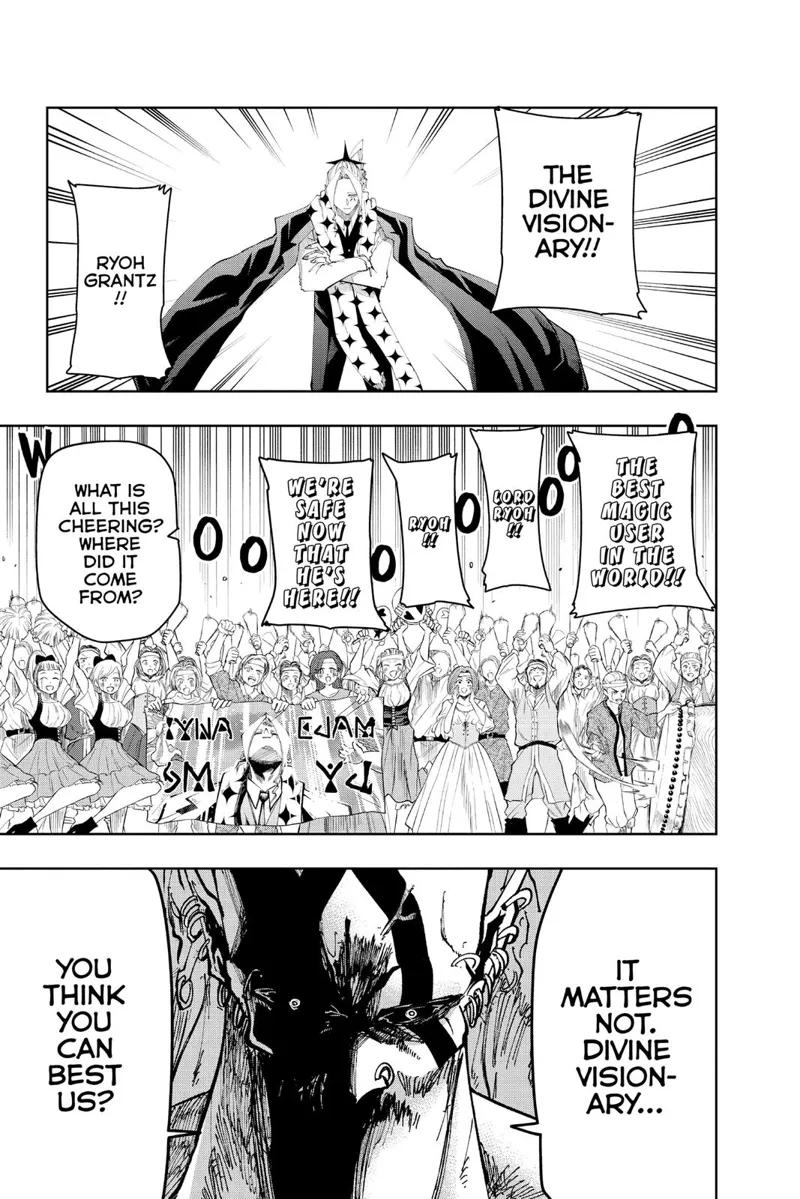 THE
DIVINE
VISION-
ARY!!
RYOH
GRANTZ
!!
THE
BEST
MAGIC
USER
IN THE
WORLD!!
LORD
RYOH
!!
RYOH
!!
WE'RE
SAFE
NOW
THAT
HE'S
HERE!!
WHAT IS
ALL THIS
CHEERING?
WHERE
DID IT
COME
FROM?
WOOOOOO
IT
MATTERS
NOT.
DIVINE
VISION-
ARY...
YOU
THINK
YOU
CAN
BEST
US?